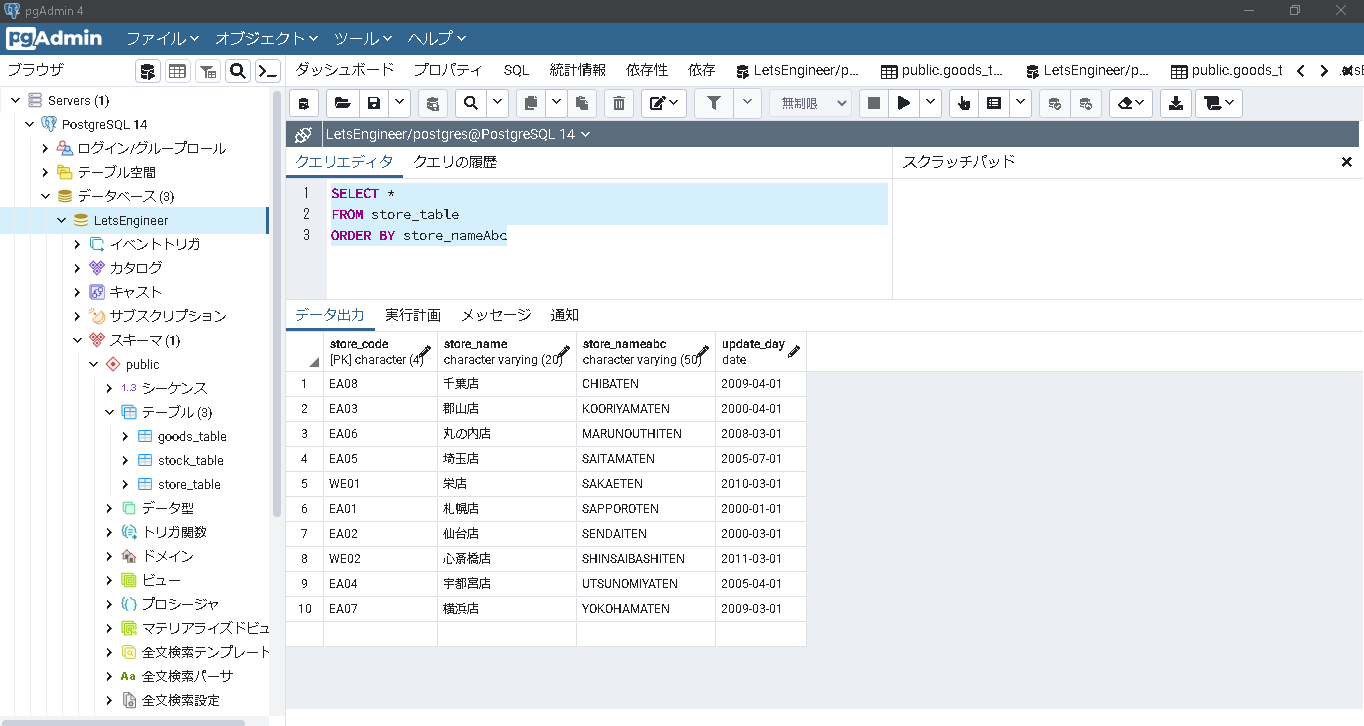 pgAdmin 4
pgAdmin ファイル オブジェクト ツール ヘルプ
ブラウザ
ダッシュボード プロパティ SQL 統計情報 依存性 依存 LetsEngineer/p... public.goods_t... LetsEngineer/p... public.goods_t
Servers (1)
PostgreSQL 14
ログイン/グループロール
テーブル空間
データベース (3)
LetsEngineer
イベントトリガ
カタログ
キャスト
サブスクリプション
スキーマ (1)
public
1.3 シーケンス
テーブル (3)
goods_table
stock_table
store_table
データ型
トリガ関数
ドメイン
ビュー
プロシージャ
マテリアライズドビュ
全文検索テンプレート
Aa 全文検索パーサ
全文検索設定
無制限
LetsEngineer/postgres@PostgreSQL 14
クエリエディタ クエリの履歴
スクラッチパッド
1 SELECT *
2 FROM store_table
3 ORDER BY store_nameAbc
データ出力 実行計画 メッセージ 通知
store_code store_name store_nameabc update_day
[PK] character (4) character varying (20) character varying (50) date
1 EA08 千葉店 CHIBATEN 2009-04-01
2 EA03 郡山店 KOORIYAMATEN 2000-04-01
3 EA06 丸の内店 MARUNOUTHITEN 2008-03-01
4 EA05 埼玉店 SAITAMATEN 2005-07-01
5 WE01 栄店 SAKAETEN 2010-03-01
6 EA01 札幌店 SAPPOROTEN 2000-01-01
7 EA02 仙台店 SENDAITEN 2000-03-01
8 WE02 心斎橋店 SHINSAIBASHITEN 2011-03-01
9 EA04 宇都宮店 UTSUNOMIYATEN 2005-04-01
10 EA07 横浜店 YOKOHAMATEN 2009-03-01